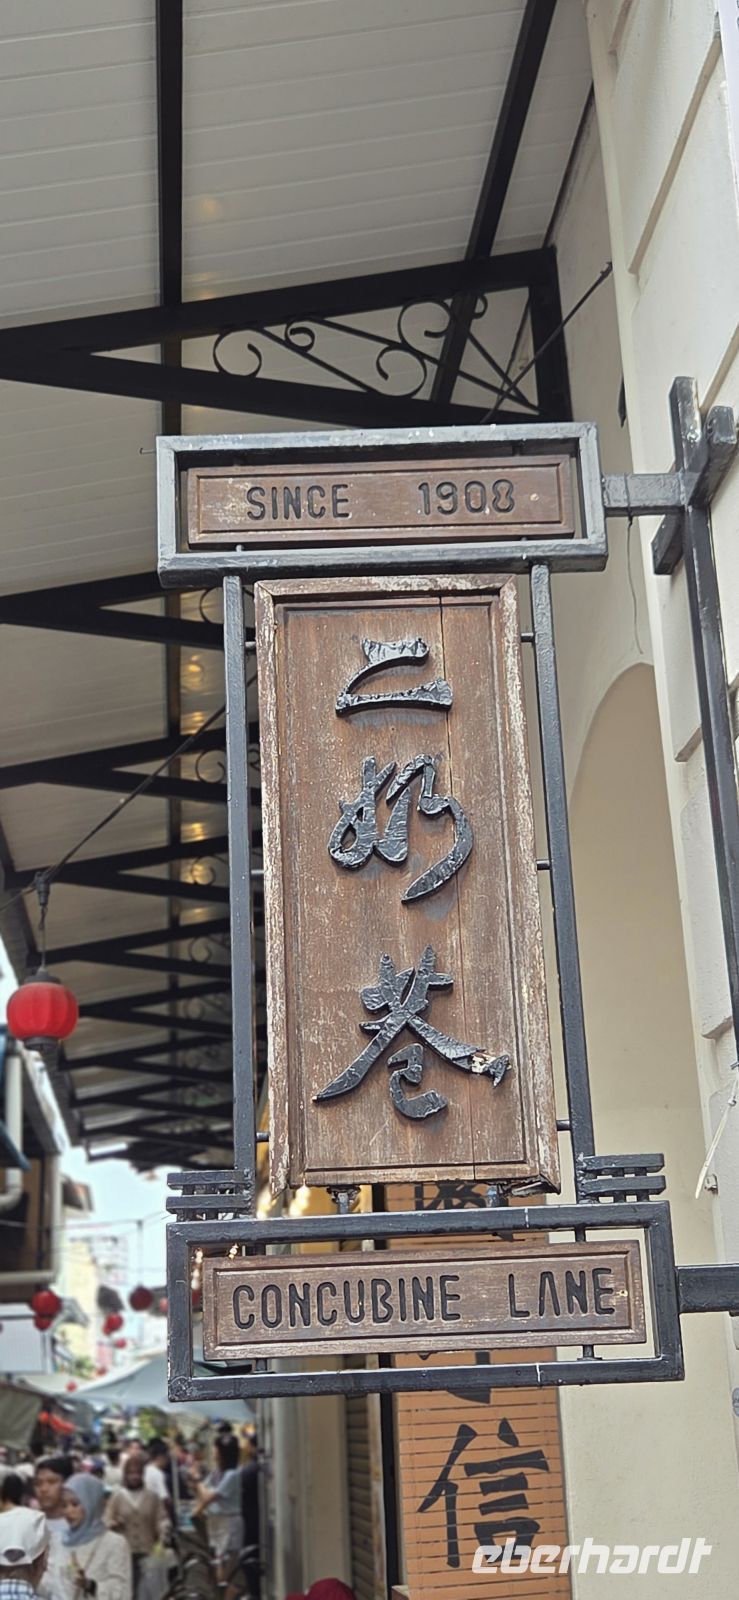 SINCE 1908
二
奶
巷
CONCUBINE LANE
信
eberhardt